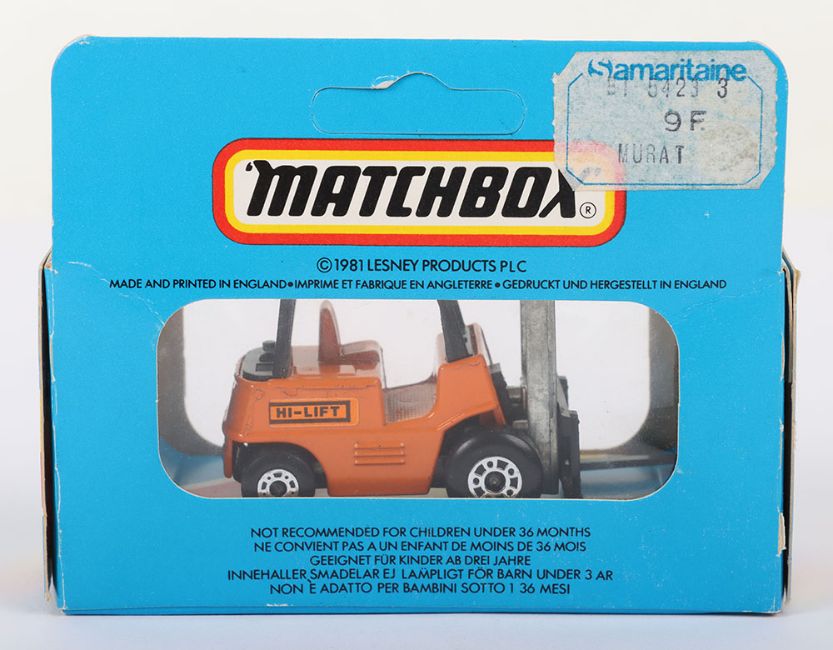 Samaritaine
5423 3
9F
MURAT
'MATCHBOX®
© 1981 LESNEY PRODUCTS PLC
MADE AND PRINTED IN ENGLAND • IMPRIME ET FABRIQUE EN ANGLETERRE • GEDRUCKT UND HERGESTELLT IN ENGLAND
HI-LIFT
NOT RECOMMENDED FOR CHILDREN UNDER 36 MONTHS
NE CONVIENT PAS A UN ENFANT DE MOINS DE 36 MOIS
GEEIGNET FÜR KINDER AB DREI JAHRE
INNEHALLER SMADELAR EJ LAMPLIGT FÖR BARN UNDER 3 AR
NON E ADATTO PER BAMBINI SOTTO 1 36 MESI